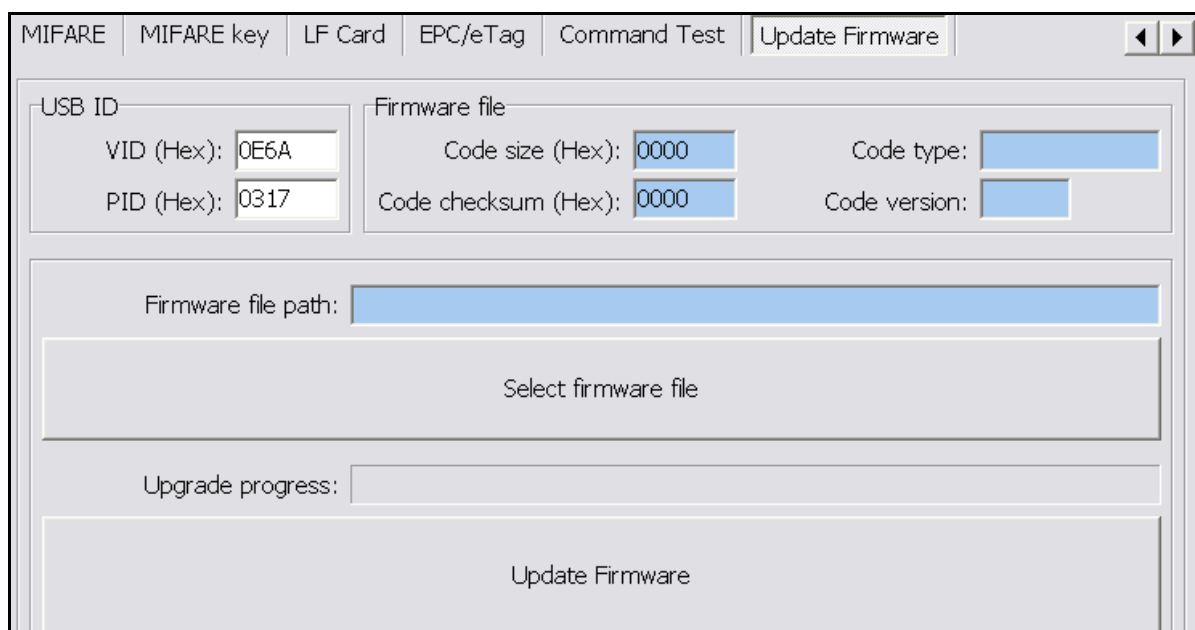 MIFARE MIFARE key LF Card EPC/eTag Command Test Update Firmware
USB ID Firmware file
VID (Hex): 0E6A Code size (Hex): 0000 Code type:
PID (Hex): 0317 Code checksum (Hex): 0000 Code version:
Firmware file path:
Select firmware file
Upgrade progress:
Update Firmware